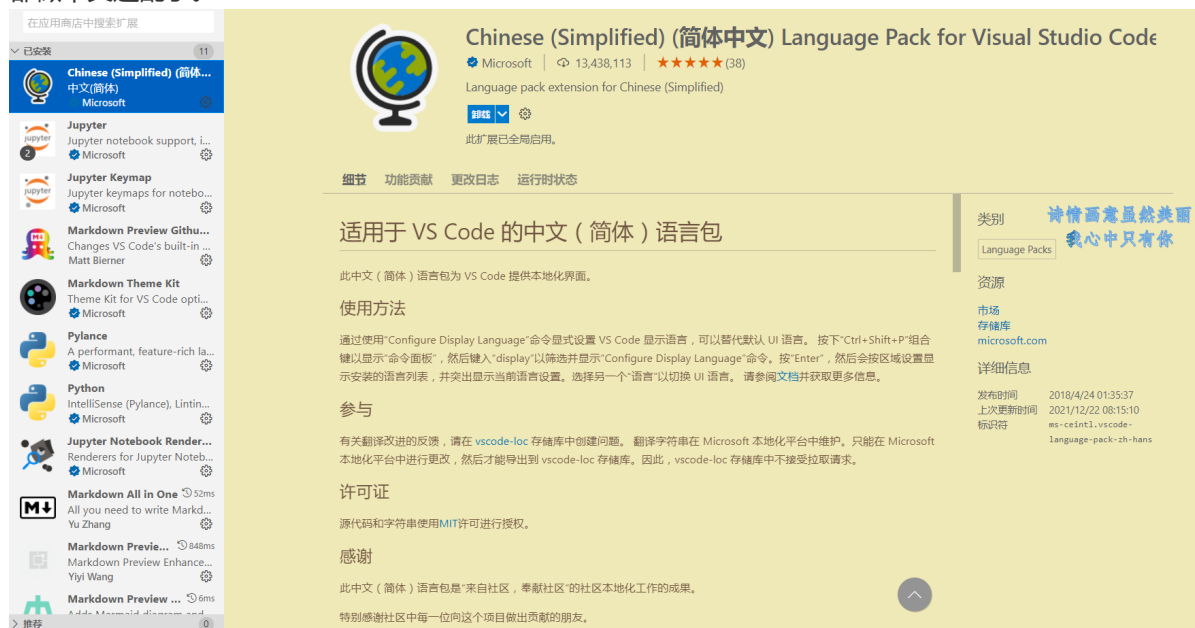 在应用商店中搜索扩展
已安装 11
Chinese (Simplified) (简体...
中文(简体)
Microsoft
Jupyter
Jupyter notebook support, i...
2 Microsoft
Jupyter Keymap
Jupyter keymaps for notebo...
Microsoft
Markdown Preview Githu...
Changes VS Code's built-in ...
Matt Bierner
Markdown Theme Kit
Theme Kit for VS Code opti...
Microsoft
Pylance
A performant, feature-rich la...
Microsoft
Python
IntelliSense (Pylance), Lintin...
Microsoft
Jupyter Notebook Render...
Renderers for Jupyter Noteb...
Microsoft
Markdown All in One 52ms
All you need to write Markd...
Yu Zhang
Markdown Previe... 848ms
Markdown Preview Enhance...
Yiyi Wang
Markdown Preview ... 6ms
推荐 0
Chinese (Simplified) (简体中文) Language Pack for Visual Studio Code
Microsoft 13,438,113 ★★★★★(38)
Language pack extension for Chinese (Simplified)
卸载
此扩展已全局启用。
细节 功能贡献 更改日志 运行时状态
适用于 VS Code 的中文（简体）语言包
此中文（简体）语言包为 VS Code 提供本地化界面。
使用方法
通过使用“Configure Display Language”命令显式设置 VS Code 显示语言，可以替代默认 UI 语言。 按下“Ctrl+Shift+P”组合
键以显示“命令面板”，然后键入“display”以筛选并显示“Configure Display Language”命令。按“Enter”，然后会按区域设置显
示安装的语言列表，并突出显示当前语言设置。选择另一个“语言”以切换 UI 语言。 请参阅文档并获取更多信息。
参与
有关翻译改进的反馈，请在 vscode-loc 存储库中创建问题。 翻译字符串在 Microsoft 本地化平台中维护。只能在 Microsoft
本地化平台中进行更改，然后才能导出到 vscode-loc 存储库。因此，vscode-loc 存储库中不接受拉取请求。
许可证
源代码和字符串使用MIT许可进行授权。
感谢
此中文（简体）语言包是“来自社区，奉献社区”的社区本地化工作的成果。
特别感谢社区中每一位向这个项目做出贡献的朋友。
类别
Language Packs
资源
市场
存储库
microsoft.com
详细信息
发布时间 2018/4/24 01:35:37
上次更新时间 2021/12/22 08:15:10
标识符 ms-ceintl.vscode-
language-pack-zh-hans
诗情画意虽然美丽
我心中只有你